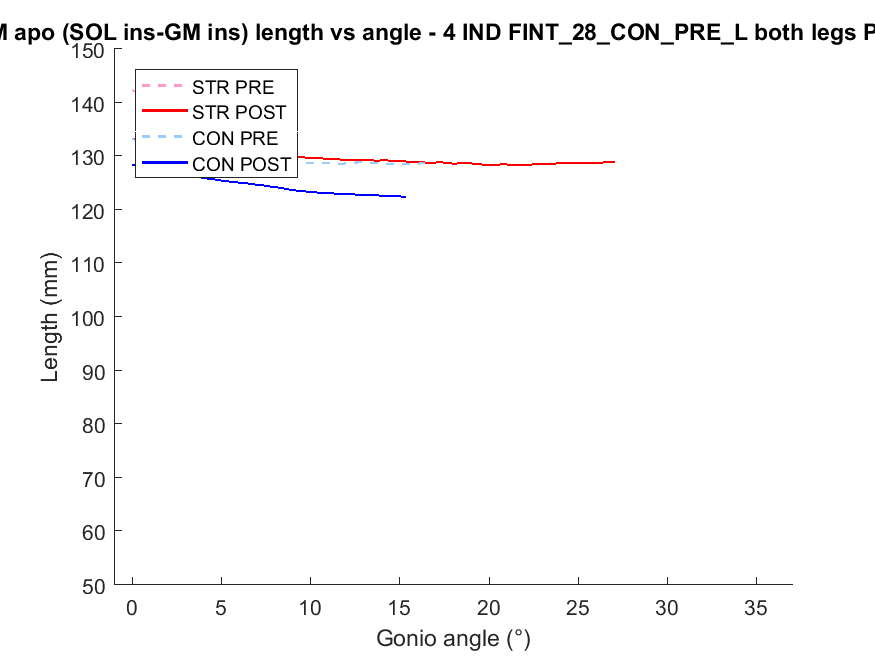 M apo (SOL ins-GM ins) length vs angle - 4 IND FINT_28_CON_PRE_L both legs P
150
140
130
120
110
100
90
80
70
60
50
Length (mm)
STR PRE
STR POST
CON PRE
CON POST
0 5 10 15 20 25 30 35
Gonio angle (°)